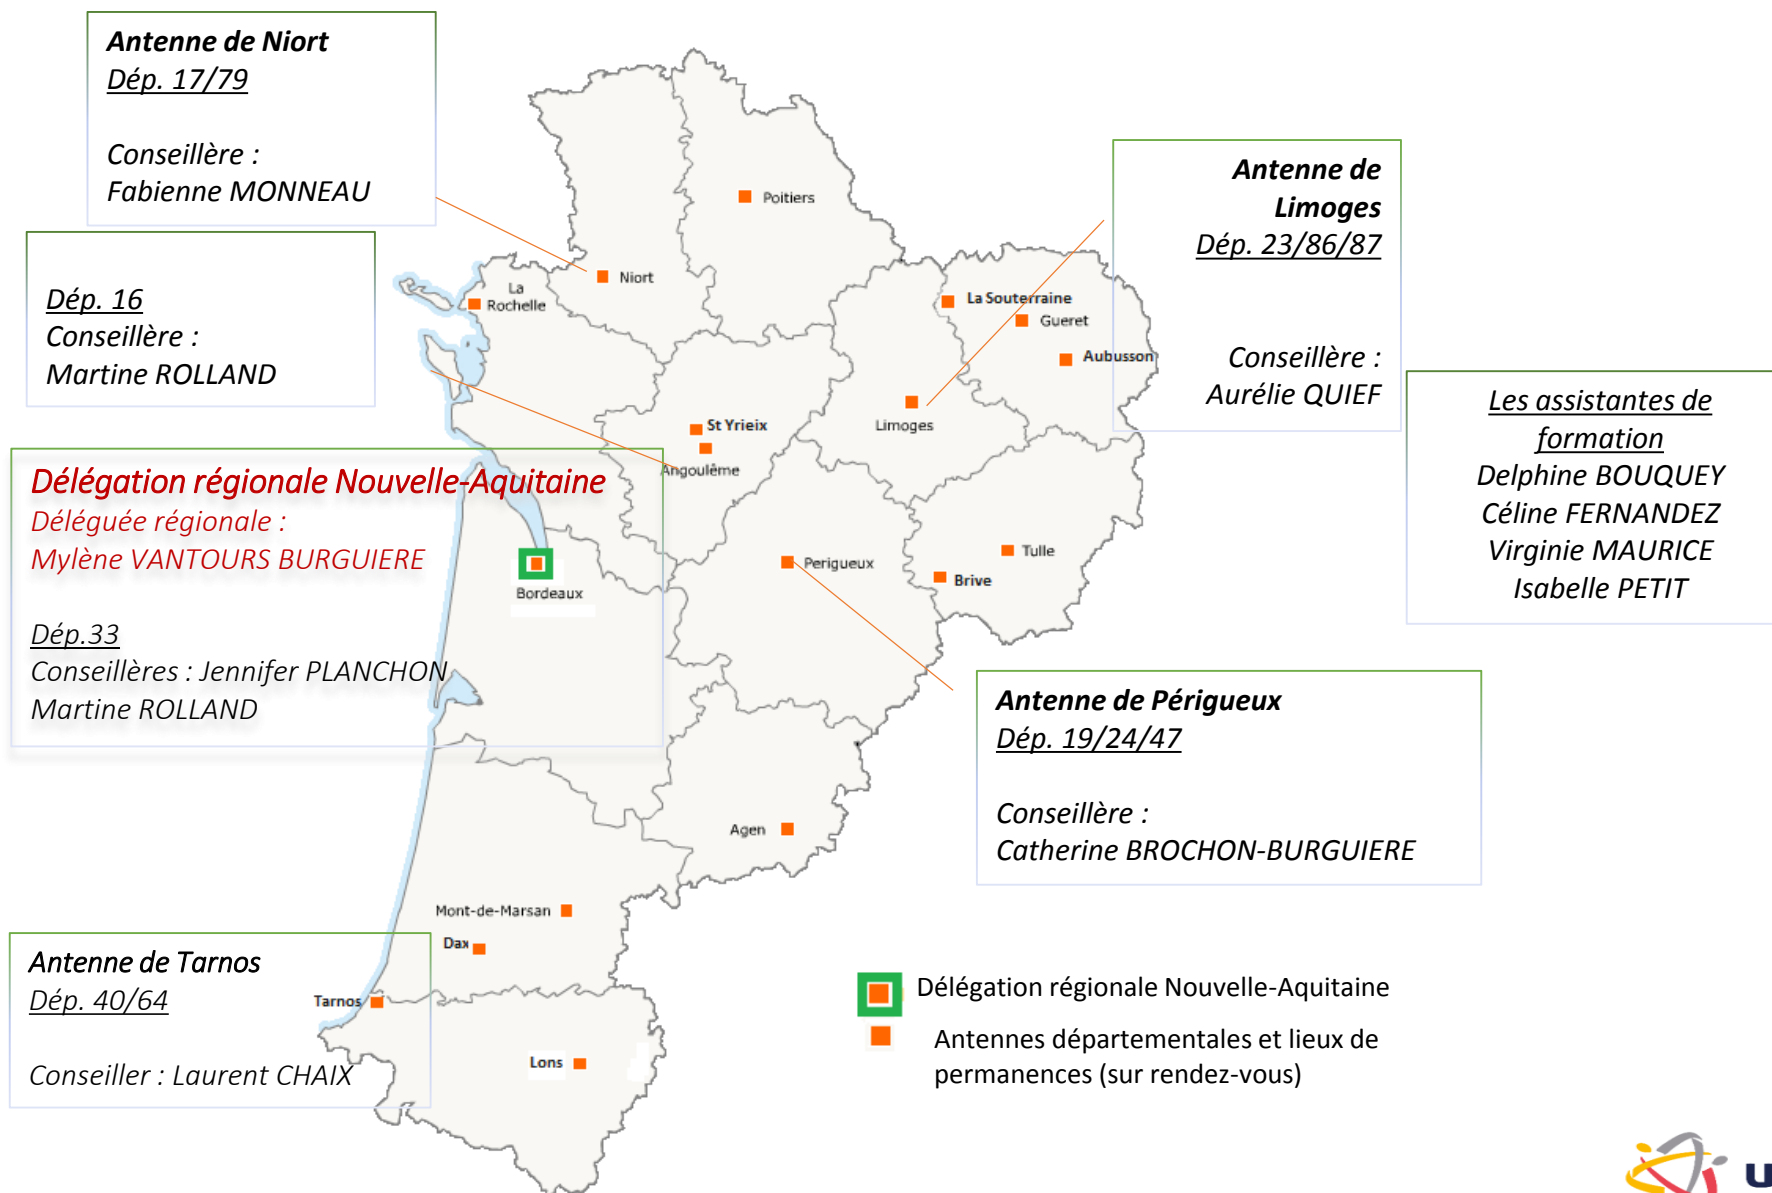 Antenne de Niort
Dép. 17/79
Conseillère :
Fabienne MONNEAU
Dép. 16
Conseillère :
Martine ROLLAND
Délégation régionale Nouvelle-Aquitaine
Déléguée régionale :
Mylène VANTOURS BURGUIERE
Dép.33
Conseillères : Jennifer PLANCHON
Martine ROLLAND
Antenne de Tarnos
Dép. 40/64
Conseiller : Laurent CHAIX
Poitiers
Niort
La
Rochelle
La Souterraine
Gueret
Aubusson
Limoges
St Yrieix
Angoulême
Bordeaux
Perigueux
Tulle
Brive
Agen
Mont-de-Marsan
Dax
Tarnos
Lons
Antenne de
Limoges
Dép. 23/86/87
Conseillère :
Aurélie QUIEF
Les assistantes de
formation
Delphine BOUQUEY
Céline FERNANDEZ
Virginie MAURICE
Isabelle PETIT
Antenne de Périgueux
Dép. 19/24/47
Conseillère :
Catherine BROCHON-BURGUIERE
Délégation régionale Nouvelle-Aquitaine
Antennes départementales et lieux de
permanences (sur rendez-vous)
u